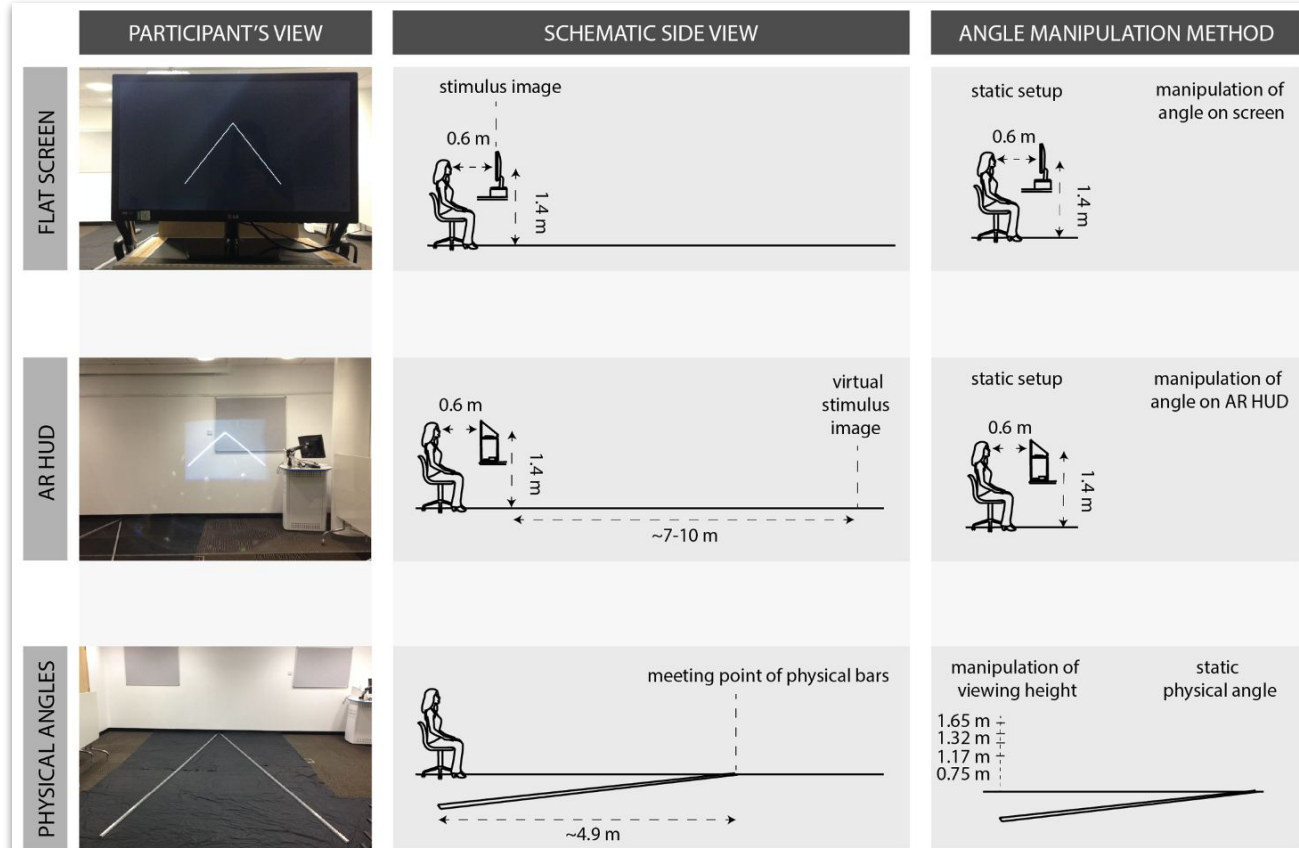 PARTICIPANT'S VIEW
SCHEMATIC SIDE VIEW
ANGLE MANIPULATION METHOD
FLAT SCREEN
stimulus image
0.6 m
1.4 m
static setup
0.6 m
1.4 m
manipulation of
angle on screen
AR HUD
0.6 m
1.4 m
virtual
stimulus
image
~7-10 m
static setup
0.6 m
1.4 m
manipulation of
angle on AR HUD
PHYSICAL ANGLES
meeting point of physical bars
~4.9 m
manipulation of
viewing height
1.65 m
1.32 m
1.17 m
0.75 m
static
physical angle